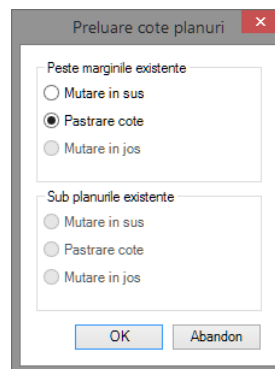 Preluare cote planuri
Peste marginile existente
Mutare in sus
Pastrare cote
Mutare in jos
Sub planurile existente
Mutare in sus
Pastrare cote
Mutare in jos
OK
Abandon